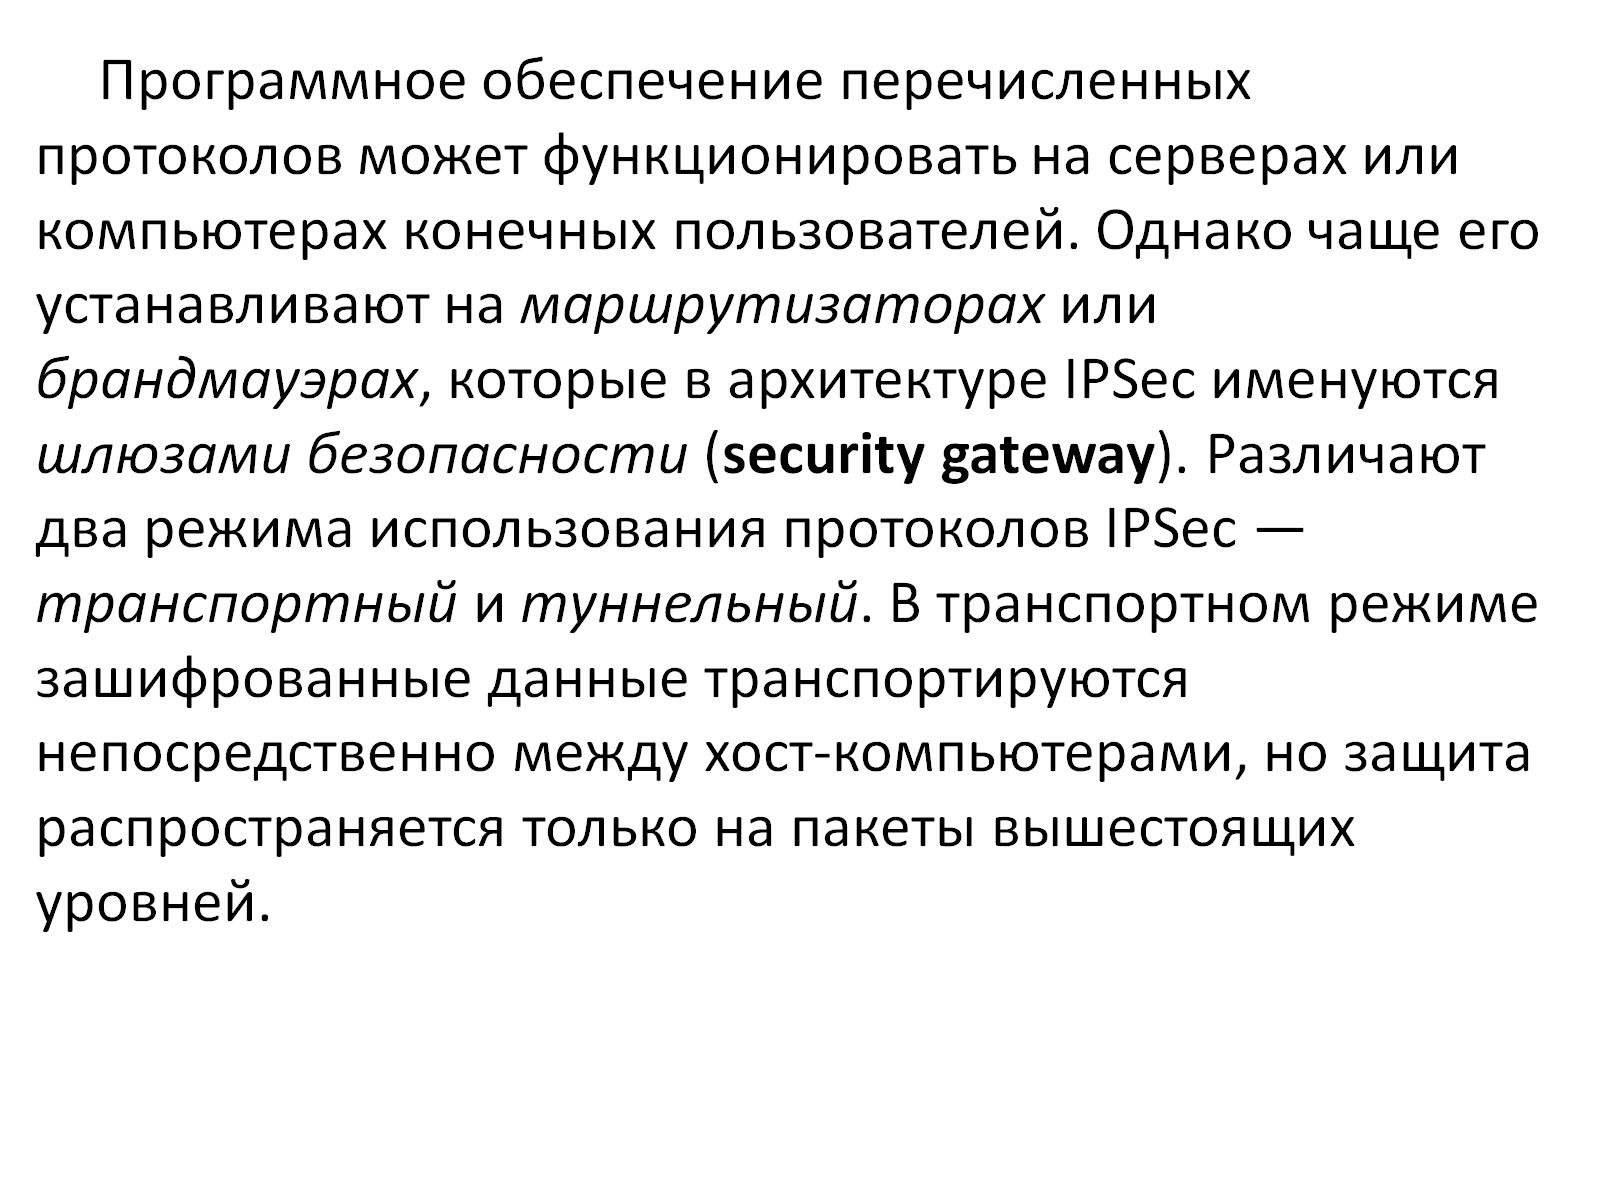 Программное обеспечение перечисленных
протоколов может функционировать на серверах или
компьютерах конечных пользователей. Однако чаще его
устанавливают на маршрутизаторах или
брандмауэрах, которые в архитектуре IPSec именуются
шлюзами безопасности (security gateway). Различают
два режима использования протоколов IPSec —
транспортный и туннельный. В транспортном режиме
зашифрованные данные транспортируются
непосредственно между хост-компьютерами, но защита
распространяется только на пакеты вышестоящих
уровней.